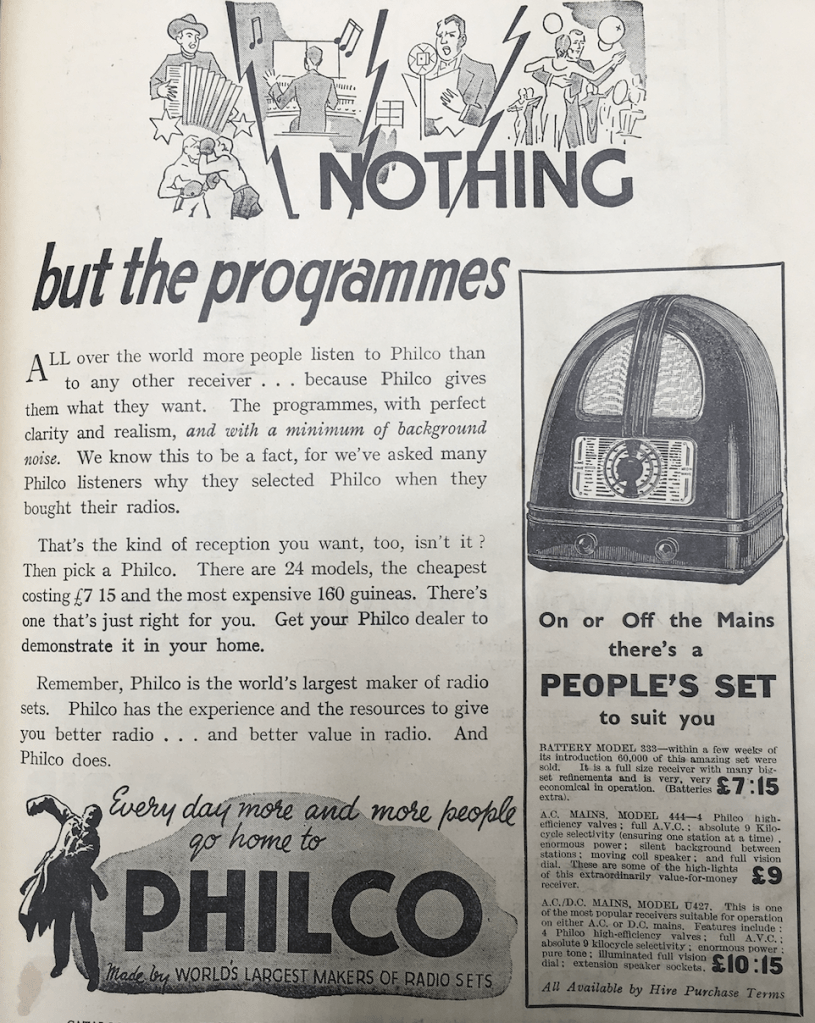 NOTHING
but the programmes
ALL over the world more people listen to Philco than
to any other receiver . . . because Philco gives
them what they want. The programmes, with perfect
clarity and realism, and with a minimum of background
noise. We know this to be a fact, for we've asked many
Philco listeners why they selected Philco when they
bought their radios.
That's the kind of reception you want, too, isn't it ?
Then pick a Philco. There are 24 models, the cheapest
costing £7 15 and the most expensive 160 guineas. There's
one that's just right for you. Get your Philco dealer to
demonstrate it in your home.
Remember, Philco is the world's largest maker of radio
sets. Philco has the experience and the resources to give
you better radio . . . and better value in radio. And
Philco does.
Every day more and more people
go home to
PHILCO
Made by WORLD'S LARGEST MAKERS OF RADIO SETS
On or Off the Mains
there's a
PEOPLE'S SET
to suit you
BATTERY MODEL 333—within a few weeks of
its introduction 60,000 of this amazing set were
sold. It is a full size receiver with many big-
set refinements and is very, very
economical in operation. (Batteries
extra). £7:15
A.C. MAINS, MODEL 444—4 Philco high-
efficiency valves ; full A.V.C. ; absolute 9 Kilo-
cycle selectivity (ensuring one station at a time) ,
enormous power ; silent background between
stations ; moving coil speaker ; and full vision
dial. These are some of the high-lights
of this extraordinarily value-for-money
receiver. £9
A.C./D.C. MAINS, MODEL U427. This is one
of the most popular receivers suitable for operation
on either A.C. or D.C. mains. Features include :
4 Philco high-efficiency valves ; full A.V.C. ;
absolute 9 kilocycle selectivity ; enormous power ;
pure tone ; illuminated full vision
dial ; extension speaker sockets. £10:15
All Available by Hire Purchase Terms